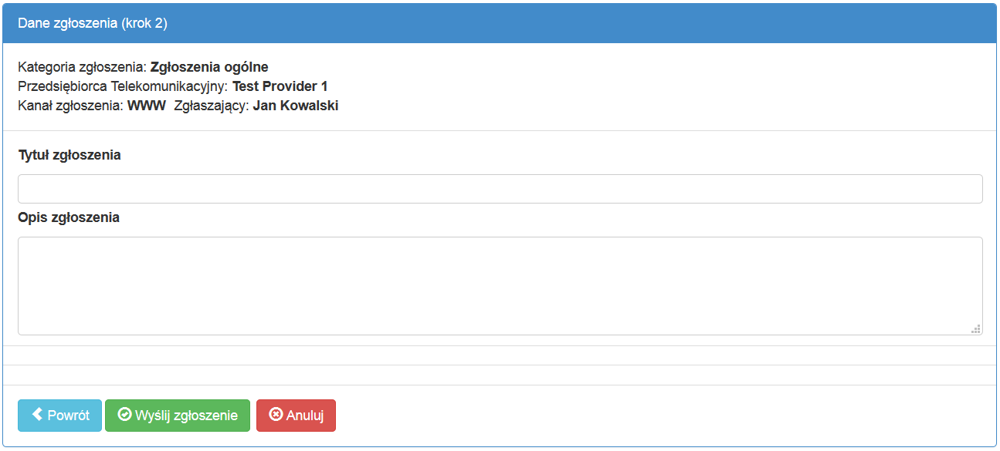 Dane zgłoszenia (krok 2)
Kategoria zgłoszenia: Zgłoszenia ogólne
Przedsiębiorca Telekomunikacyjny: Test Provider 1
Kanał zgłoszenia: WWW Zgłaszający: Jan Kowalski
Tytuł zgłoszenia
Opis zgłoszenia
Powrót Wyślij zgłoszenie Anuluj